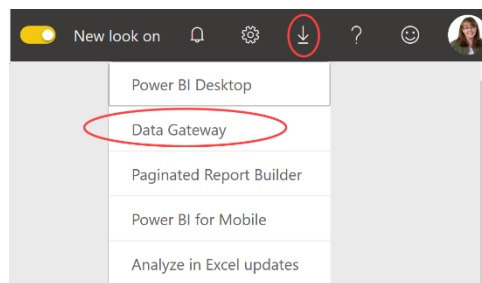 New look on
Power BI Desktop
Data Gateway
Paginated Report Builder
Power BI for Mobile
Analyze in Excel updates